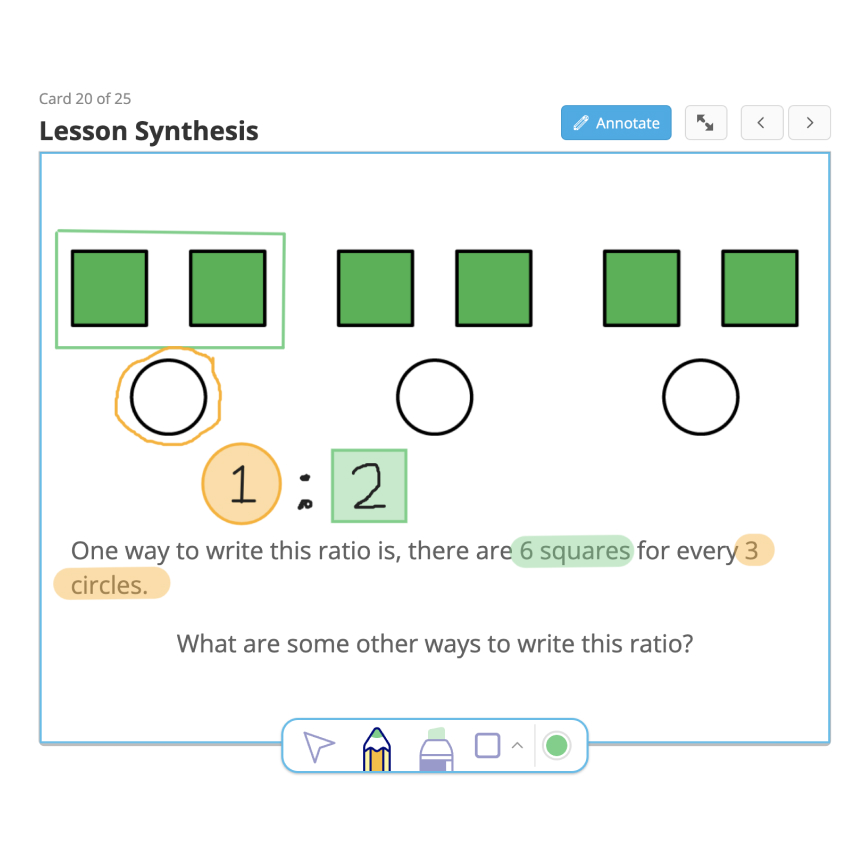 Card 20 of 25
Lesson Synthesis
Annotate
1 : 2
One way to write this ratio is, there are 6 squares for every 3
circles.
What are some other ways to write this ratio?